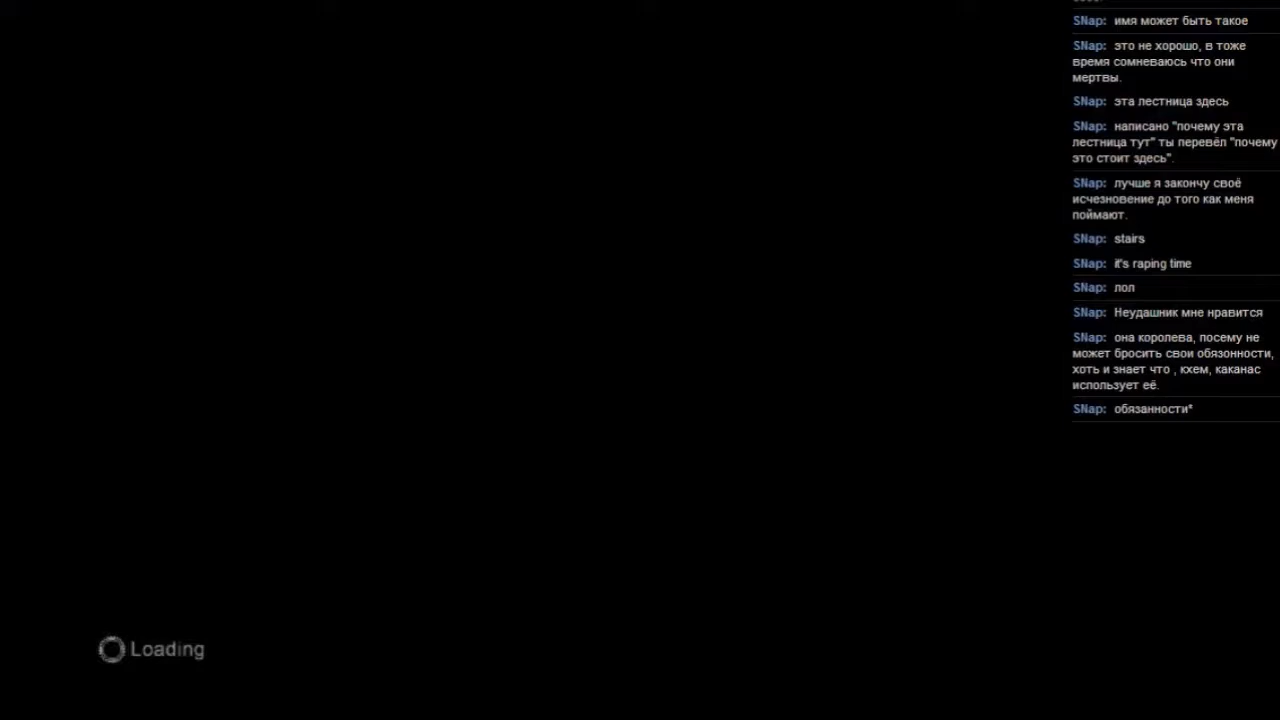 SNap: имя может быть такое
SNap: это не хорошо, в тоже
время сомневаюсь что они
мертвы.
SNap: эта лестница здесь
SNap: написано "почему эта
лестница тут" ты перевёл "почему
это стоит здесь".
SNap: лучше я закончу своё
исчезновение до того как меня
поймают.
SNap: stairs
SNap: it's raping time
SNap: лол
SNap: Неудашник мне нравится
SNap: она королева, посему не
может бросить свои обязонности,
хоть и знает что , кхем, каканас
использует её.
SNap: обязанности*
Loading